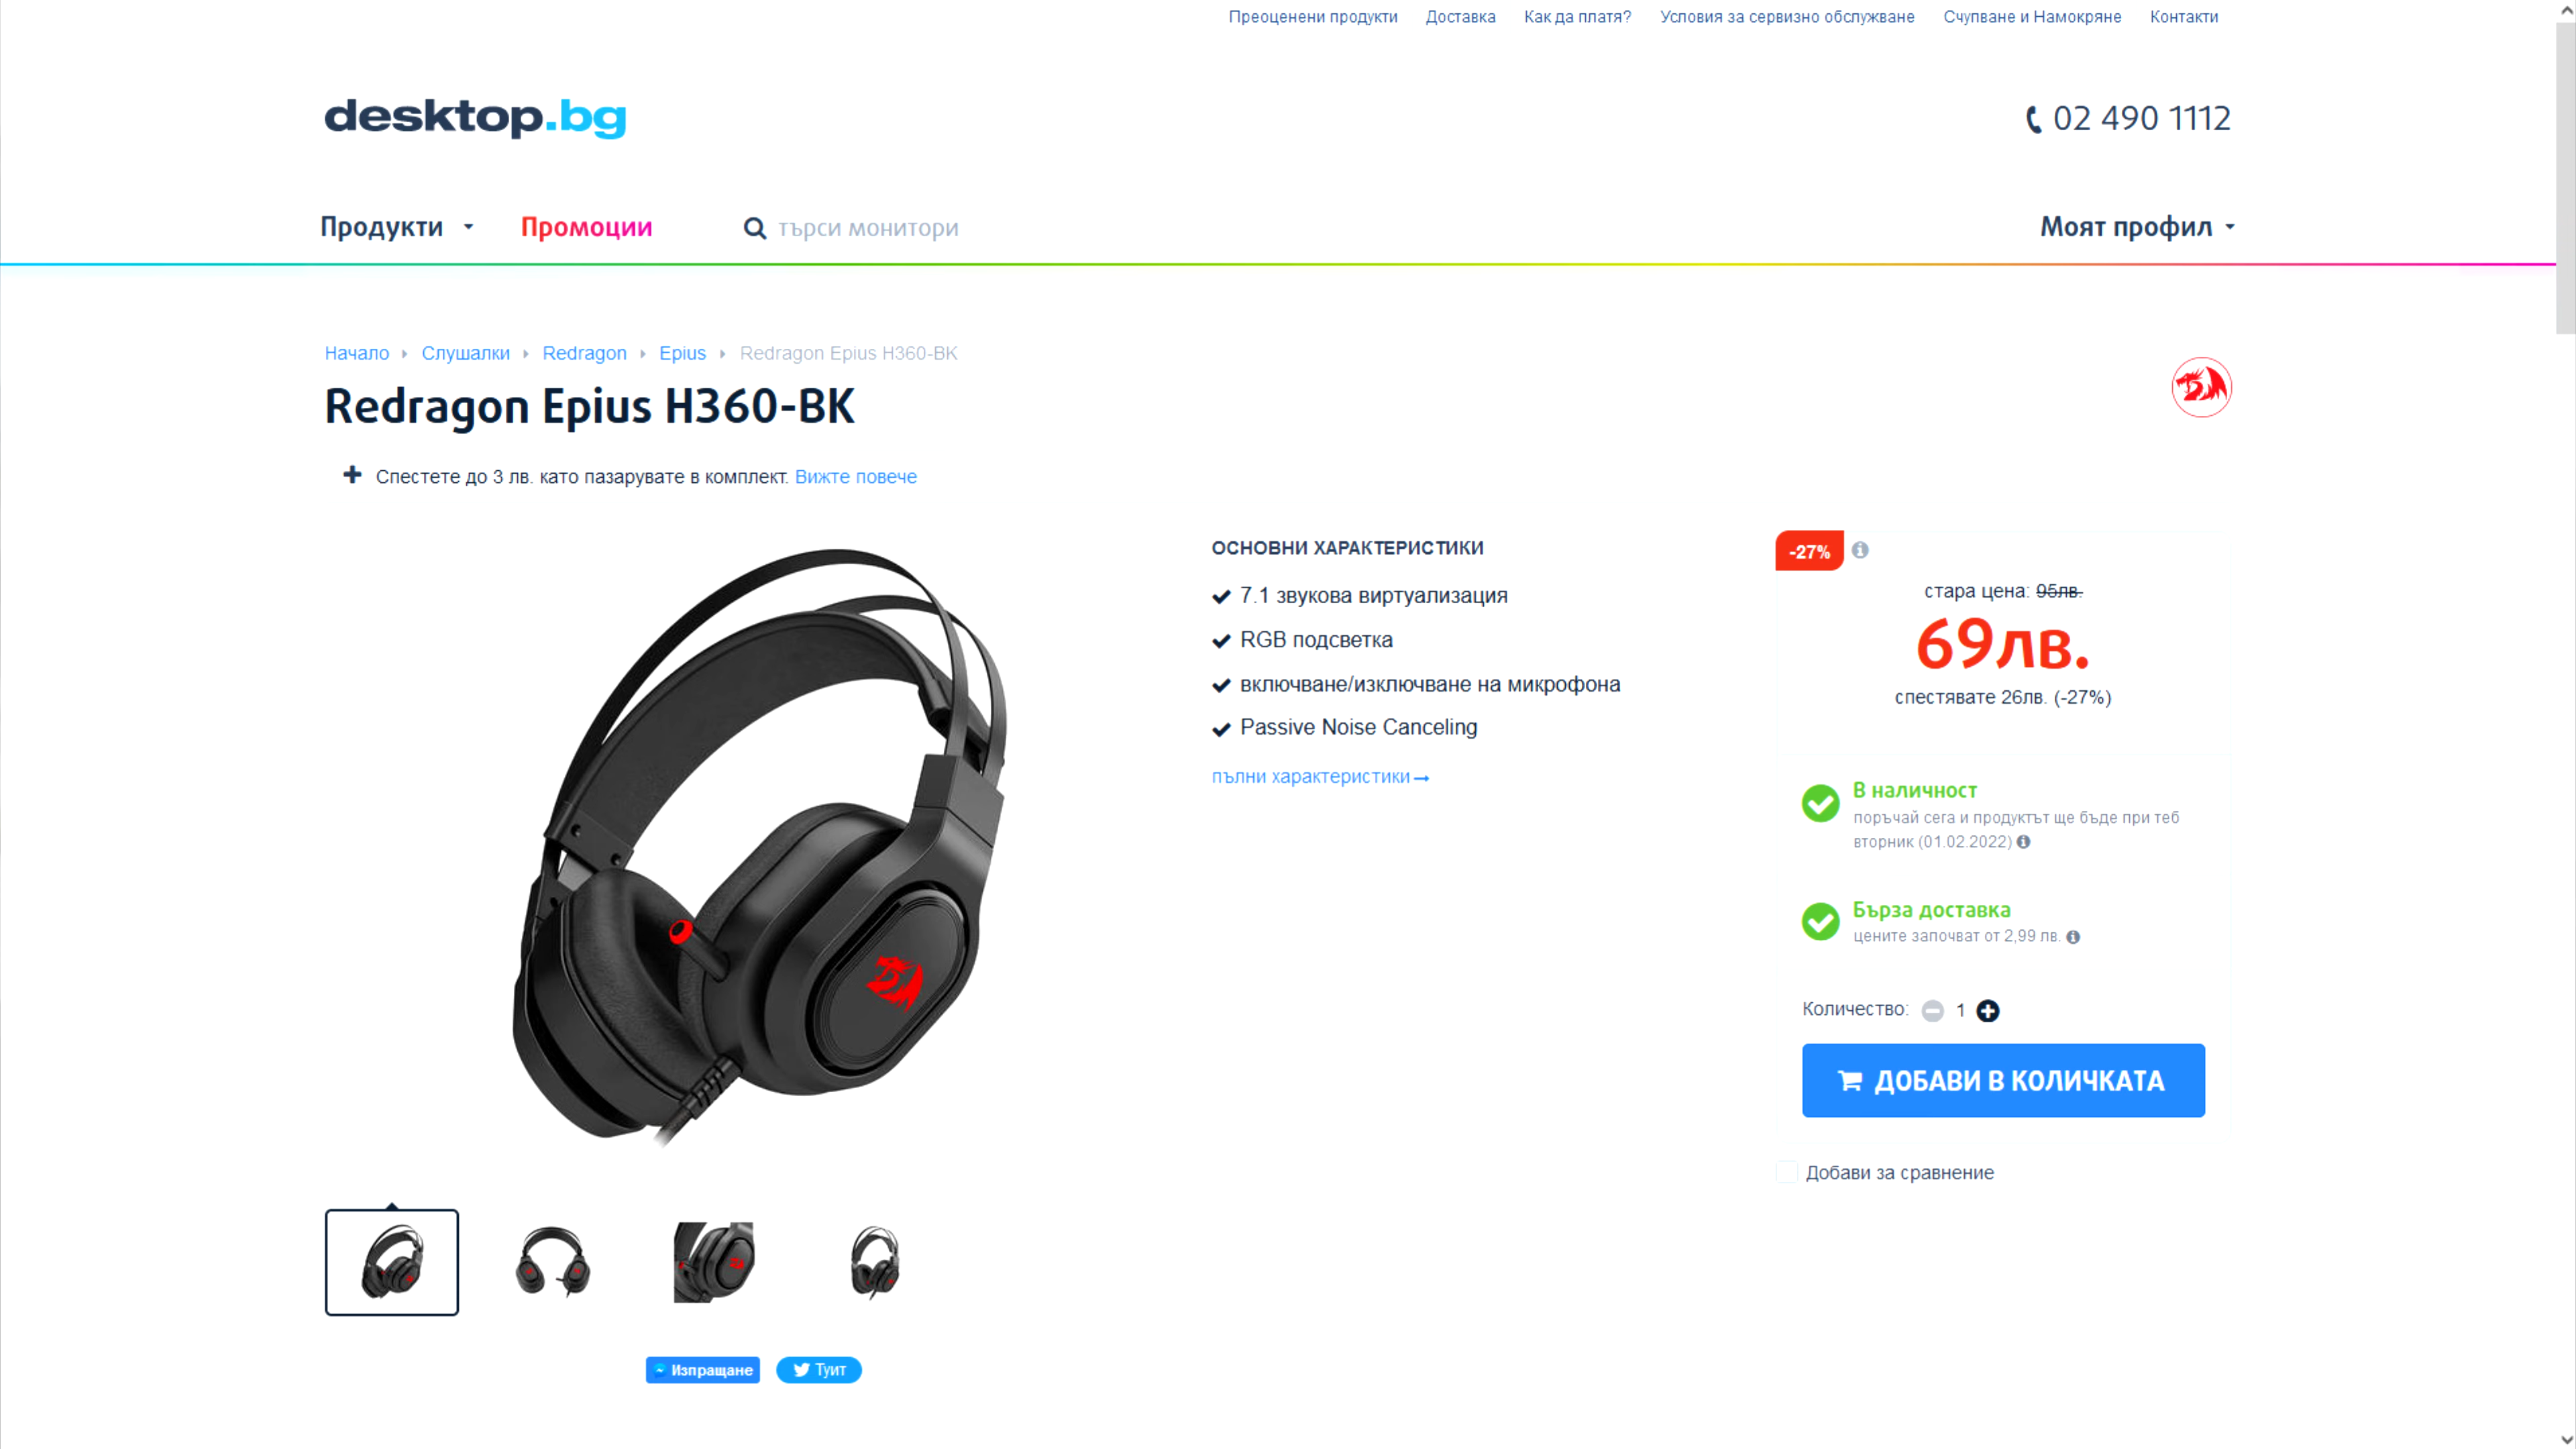 Преоценени продукти Доставка Как да платя? Условия за сервизно обслужване Счупване и Намокряне Контакти
desktop.bg
02 490 1112
Продукти Промоции търси монитори Моят профил
Начало Слушалки Redragon Epius Redragon Epius H360-BK
Redragon Epius H360-BK
Спестете до 3 лв. като пазарувате в комплект. Вижте повече
ОСНОВНИ ХАРАКТЕРИСТИКИ
7.1 звукова виртуализация
RGB подсветка
включване/изключване на микрофона
Passive Noise Canceling
пълни характеристики
-27%
стара цена: 95лв.
69лв.
спестявате 26лв. (-27%)
В наличност
поръчай сега и продуктът ще бъде при теб
вторник (01.02.2022)
Бърза доставка
цените започват от 2,99 лв.
Количество: 1
ДОБАВИ В КОЛИЧКАТА
Добави за сравнение
Изпращане Туит